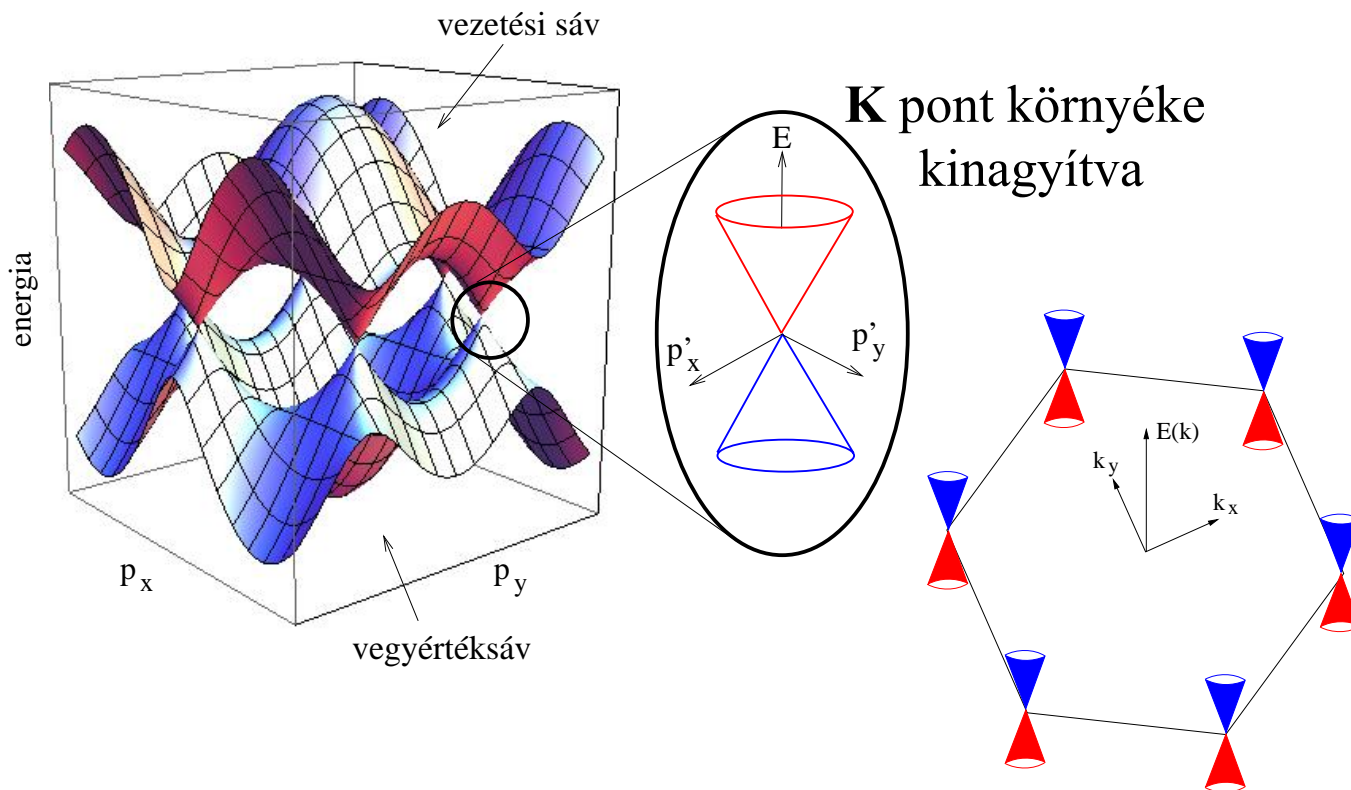 vezetési sáv
K pont környéke
kinagyítva
E
energia
p'x
p'y
E(k)
ky
kx
px
py
vegyértéksáv